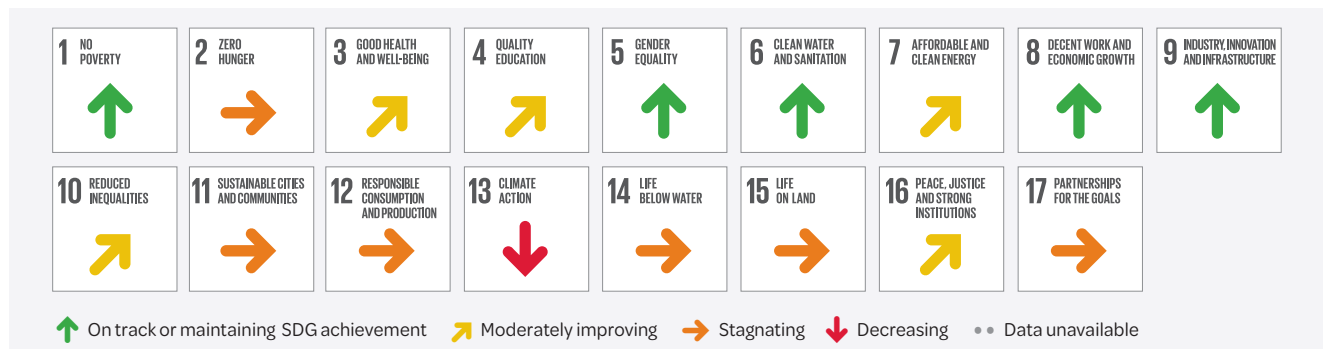 1 NO
POVERTY
2 ZERO
HUNGER
3 GOOD HEALTH
AND WELL-BEING
4 QUALITY
EDUCATION
5 GENDER
EQUALITY
6 CLEAN WATER
AND SANITATION
7 AFFORDABLE AND
CLEAN ENERGY
8 DECENT WORK AND
ECONOMIC GROWTH
9 INDUSTRY, INNOVATION
AND INFRASTRUCTURE
10 REDUCED
INEQUALITIES
11 SUSTAINABLE CITIES
AND COMMUNITIES
12 RESPONSIBLE
CONSUMPTION
AND PRODUCTION
13 CLIMATE
ACTION
14 LIFE
BELOW WATER
15 LIFE
ON LAND
16 PEACE, JUSTICE
AND STRONG
INSTITUTIONS
17 PARTNERSHIPS
FOR THE GOALS
On track or maintaining SDG achievement Moderately improving Stagnating Decreasing Data unavailable